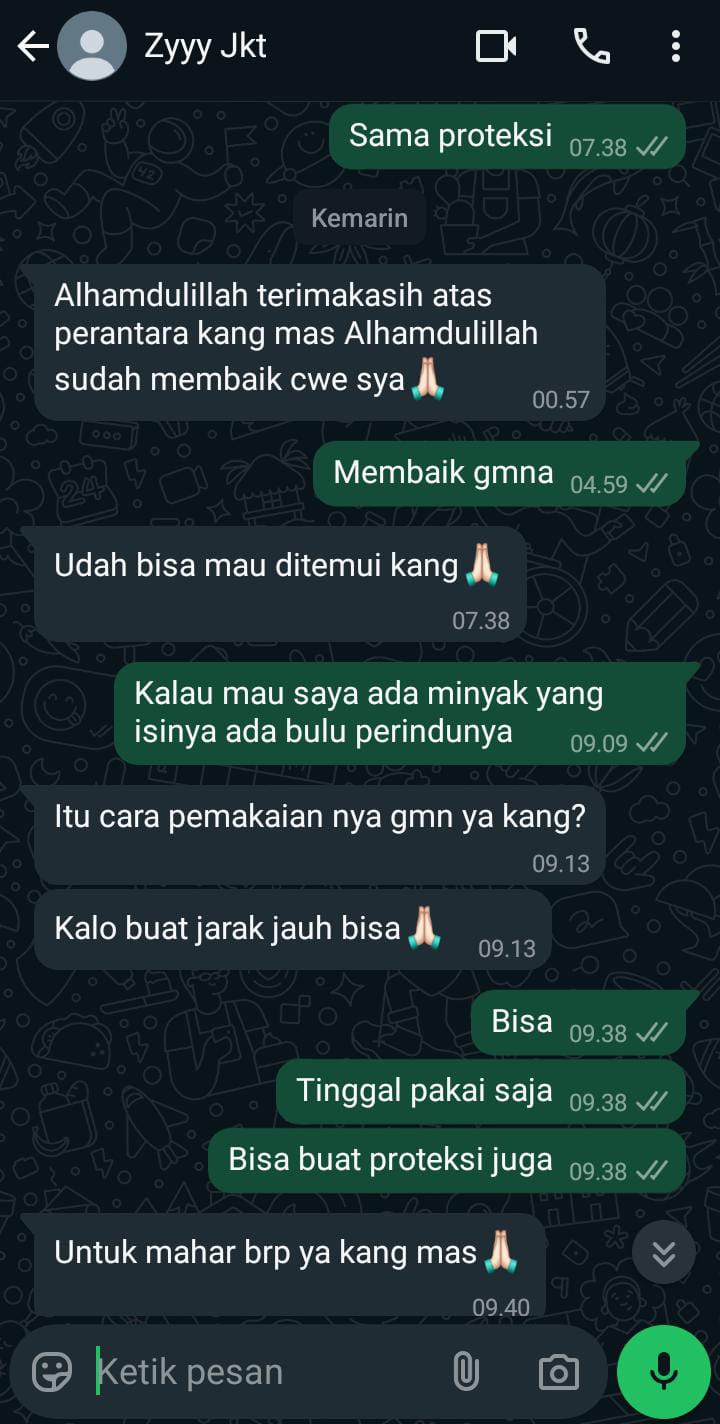 Zyyy Jkt
Sama proteksi 07.38
Kemarin
Alhamdulillah terimakasih atas
perantara kang mas Alhamdulillah
sudah membaik cwe sya🙏🏻
00.57
Membaik gmna 04.59
Udah bisa mau ditemui kang🙏🏻
07.38
Kalau mau saya ada minyak yang
isinya ada bulu perindunya 09.09
Itu cara pemakaian nya gmn ya kang?
09.13
Kalo buat jarak jauh bisa🙏🏻 09.13
Bisa 09.38
Tinggal pakai saja 09.38
Bisa buat proteksi juga 09.38
Untuk mahar brp ya kang mas🙏🏻
09.40
Ketik pesan